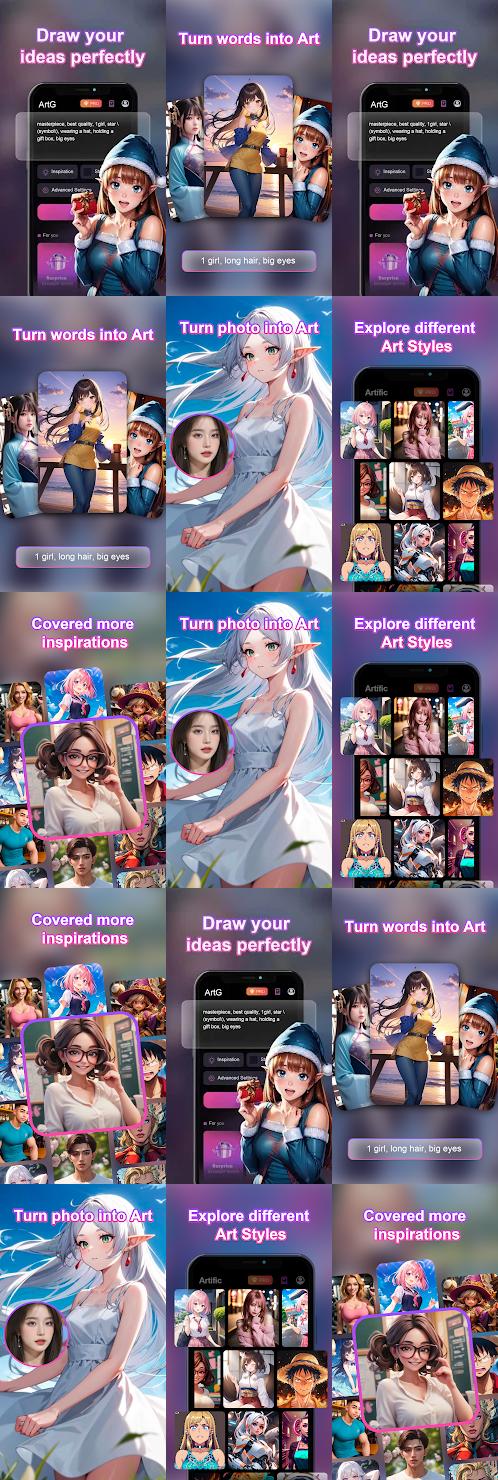 Draw your
ideas perfectly
ArtG
PRO
masterpiece, best quality, 1girl, star \
(symbol\), wearing a hat, holding a
gift box, big eyes
Inspiration
Advanced Settings
For you
Surprise
Turn words into Art
1 girl, long hair, big eyes
Draw your
ideas perfectly
ArtG
PRO
masterpiece, best quality, 1girl, star \
(symbol\), wearing a hat, holding a
gift box, big eyes
Inspiration
Advanced Settings
For you
Surprise
Turn words into Art
1 girl, long hair, big eyes
Turn photo into Art
Explore different
Art Styles
Artific
PRO
Covered more
inspirations
Turn photo into Art
Explore different
Art Styles
Artific
PRO
Covered more
inspirations
Draw your
ideas perfectly
ArtG
PRO
masterpiece, best quality, 1girl, star \
(symbol\), wearing a hat, holding a
gift box, big eyes
Inspiration
Advanced Settings
For you
Surprise
Turn words into Art
1 girl, long hair, big eyes
Turn photo into Art
Explore different
Art Styles
Artific
PRO
Covered more
inspirations